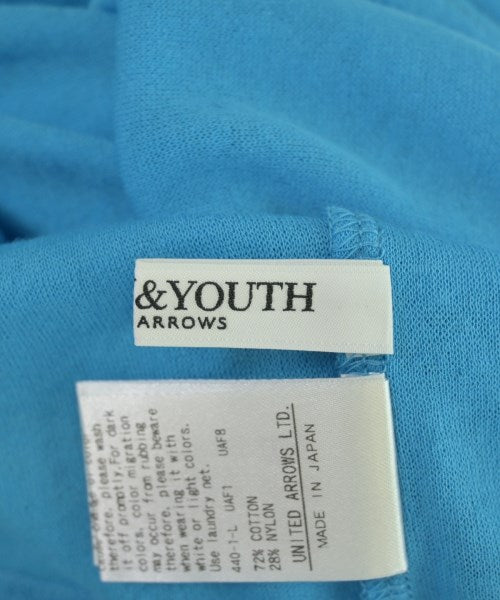 &YOUTH
ARROWS
therefore, please wash
it off promptly.For dark
colors, color migration
may occur from rubbing
therefore, please beware
when wearing it with
white or light colors.
Use laundry net.
440-1-L UAF1 UAF8
72% COTTON
28% NYLON
UNITED ARROWS LTD.
MADE IN JAPAN